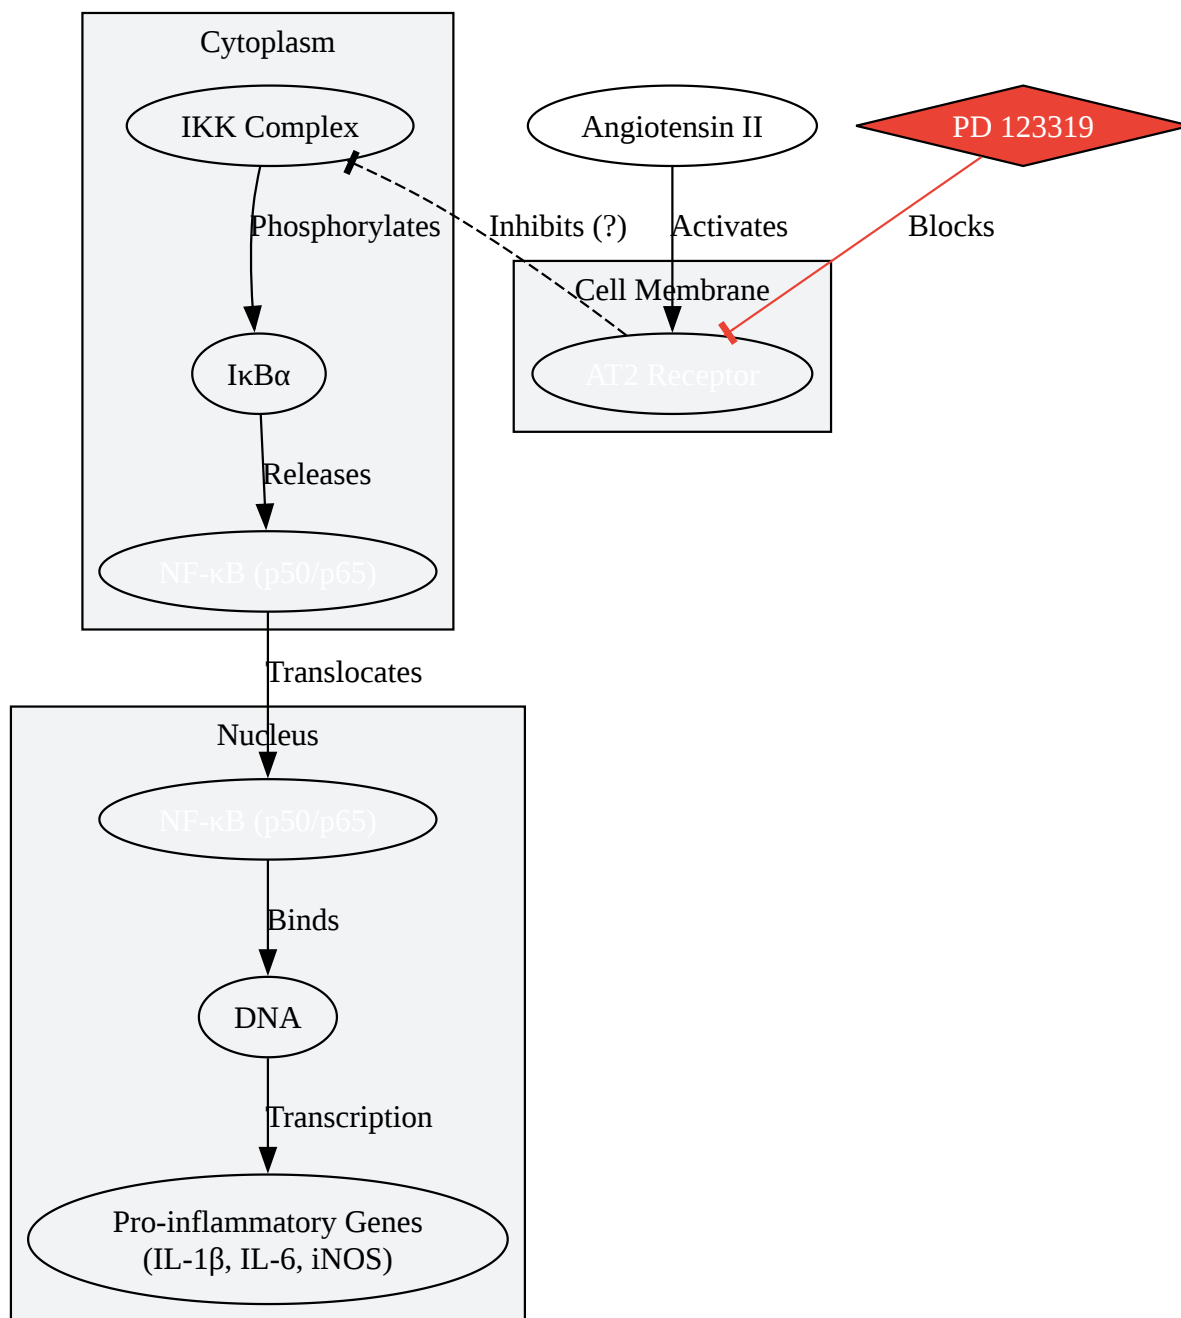 Cytoplasm
IKK Complex
Angiotensin II
PD 123319
Phosphorylates
Inhibits (?)
Activates
Blocks
Cell Membrane
IκBα
AT2 Receptor
Releases
NF-κB (p50/p65)
Translocates
Nucleus
NF-κB (p50/p65)
Binds
DNA
Transcription
Pro-inflammatory Genes
(IL-1β, IL-6, iNOS)